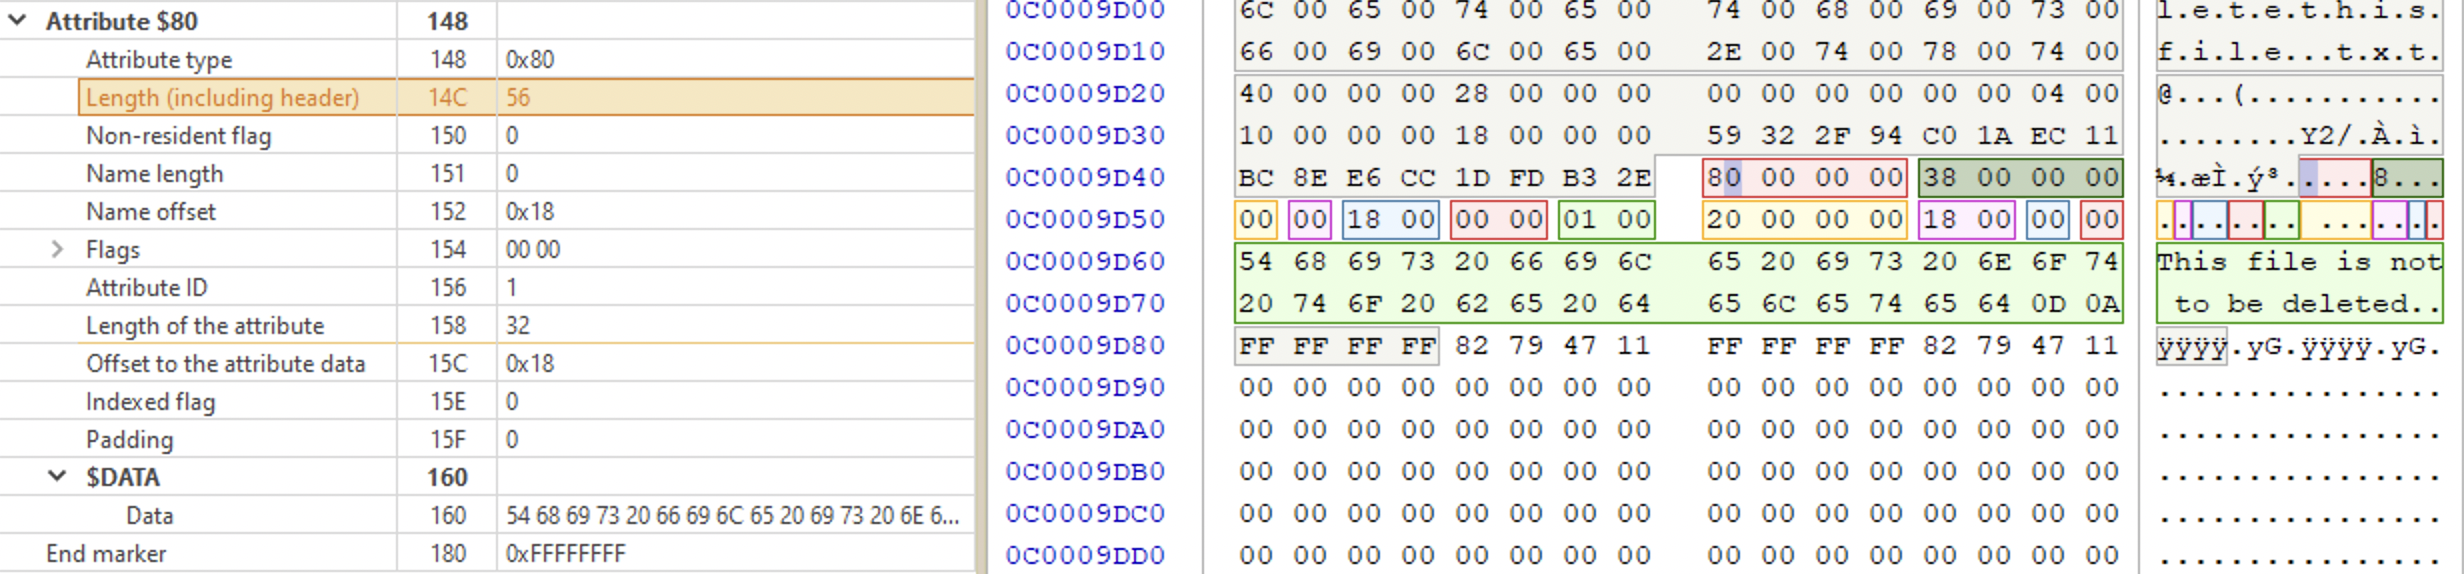 Attribute $80 148
Attribute type 148 0x80
Length (including header) 14C 56
Non-resident flag 150 0
Name length 151 0
Name offset 152 0x18
Flags 154 00 00
Attribute ID 156 1
Length of the attribute 158 32
Offset to the attribute data 15C 0x18
Indexed flag 15E 0
Padding 15F 0
$DATA 160
Data 160 54 68 69 73 20 66 69 6C 65 20 69 73 20 6E 6...
End marker 180 0xFFFFFFFF
0C0009D00 6C 00 65 00 74 00 65 00 74 00 68 00 69 00 73 00 l.e.t.e.t.h.i.s.
0C0009D10 66 00 69 00 6C 00 65 00 2E 00 74 00 78 00 74 00 f.i.l.e...t.x.t.
0C0009D20 40 00 00 00 28 00 00 00 00 00 00 00 00 00 04 00 @...(...........
0C0009D30 10 00 00 00 18 00 00 00 59 32 2F 94 C0 1A EC 11 ........Y2/.À.ì.
0C0009D40 BC 8E E6 CC 1D FD B3 2E 80 00 00 00 38 00 00 00 ¼.æÌ.ý³.....8...
0C0009D50 00 00 18 00 00 00 01 00 20 00 00 00 18 00 00 00 ........ .......
0C0009D60 54 68 69 73 20 66 69 6C 65 20 69 73 20 6E 6F 74 This file is not
0C0009D70 20 74 6F 20 62 65 20 64 65 6C 65 74 65 64 0D 0A to be deleted..
0C0009D80 FF FF FF FF 82 79 47 11 FF FF FF FF 82 79 47 11 ÿÿÿÿ.yG.ÿÿÿÿ.yG.
0C0009D90 00 00 00 00 00 00 00 00 00 00 00 00 00 00 00 00 ................
0C0009DA0 00 00 00 00 00 00 00 00 00 00 00 00 00 00 00 00 ................
0C0009DB0 00 00 00 00 00 00 00 00 00 00 00 00 00 00 00 00 ................
0C0009DC0 00 00 00 00 00 00 00 00 00 00 00 00 00 00 00 00 ................
0C0009DD0 00 00 00 00 00 00 00 00 00 00 00 00 00 00 00 00 ................